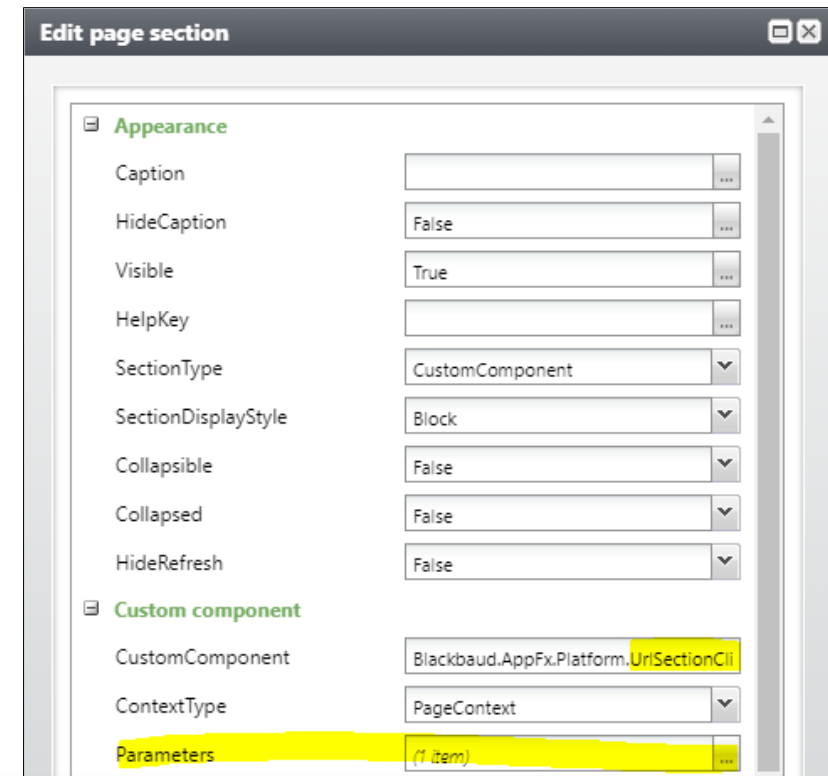 Edit page section
Appearance
Caption ...
HideCaption False ...
Visible True ...
HelpKey ...
SectionType CustomComponent
SectionDisplayStyle Block
Collapsible False
Collapsed False
HideRefresh False
Custom component
CustomComponent Blackbaud.AppFx.Platform.UrlSectionCli
ContextType PageContext
Parameters (1 item) ...